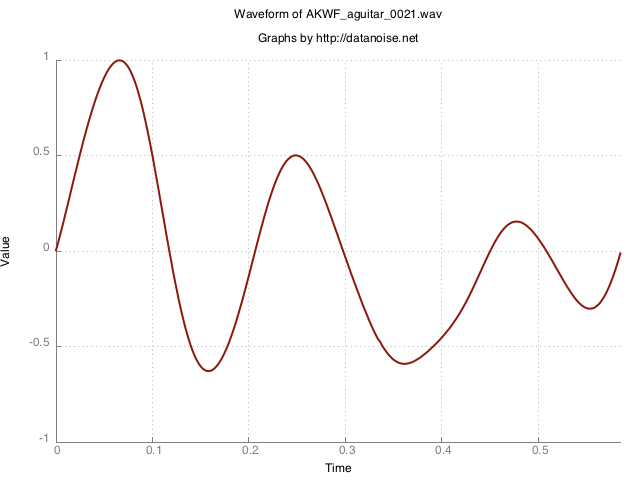 Waveform of AKWF_aguitar_0021.wav
Graphs by http://datanoise.net
1
0.5
0
-0.5
-1
Value
0 0.1 0.2 0.3 0.4 0.5
Time